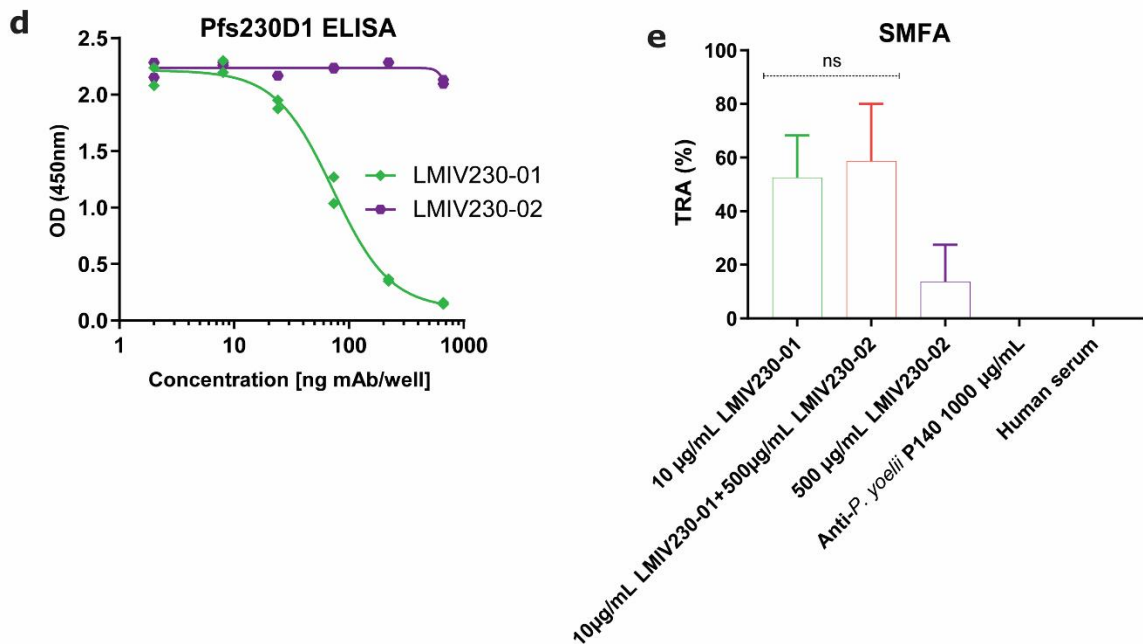 d
Pfs230D1 ELISA
2.5
2.0
1.5
1.0
0.5
0.0
OD (450nm)
1
10
100
1000
Concentration [ng mAb/well]
LMIV230-01
LMIV230-02
e
SMFA
ns
100
80
60
40
20
0
TRA (%)
10 µg/mL LMIV230-01
10µg/mL LMIV230-01+500µg/mL LMIV230-02
500 µg/mL LMIV230-02
Anti-P. yoelii P140 1000 µg/mL
Human serum